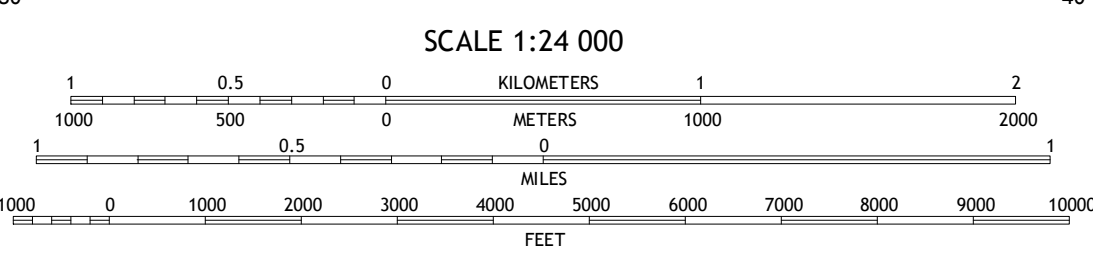 SCALE 1:24 000
1 0.5 0 KILOMETERS 1 2
1000 500 0 METERS 1000 2000
1 0.5 0 1
MILES
1000 0 1000 2000 3000 4000 5000 6000 7000 8000 9000 10000
FEET